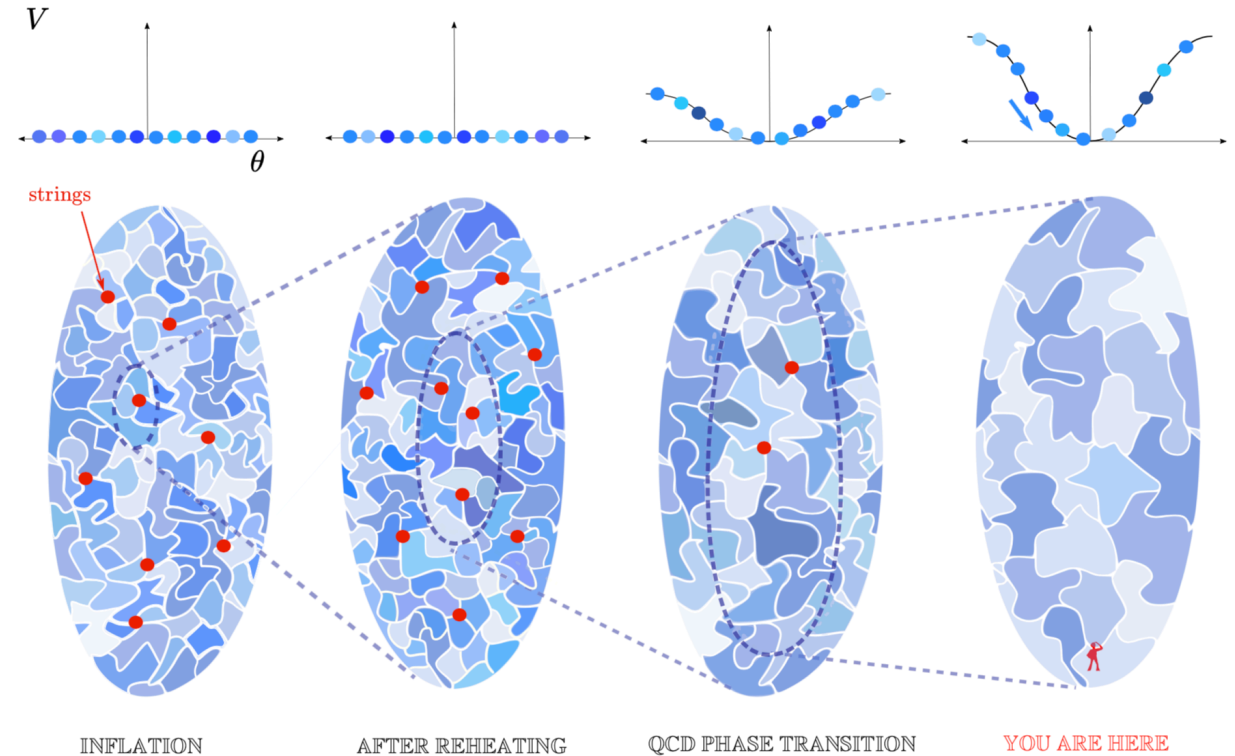 V
θ
strings
INFLATION
AFTER REHEATING
QCD PHASE TRANSITION
YOU ARE HERE